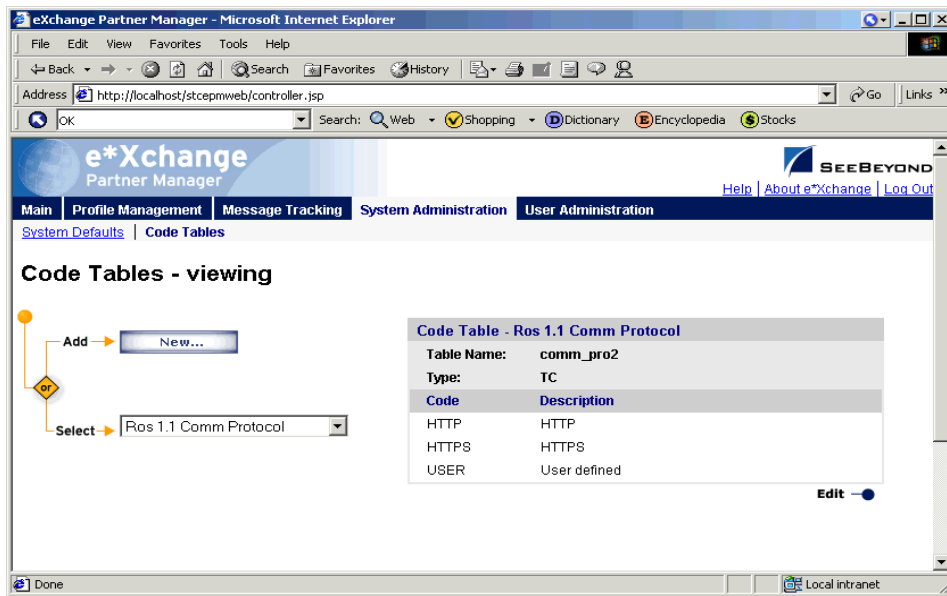 eXchange Partner Manager - Microsoft Internet Explorer
File Edit View Favorites Tools Help
Back Search Favorites History
Address http://localhost/stcepmweb/controller.jsp Go Links »
OK Search: Web Shopping Dictionary Encyclopedia Stocks
e*Xchange
Partner Manager
SEEBEYOND
Help | About e*Xchange | Log Out
Main Profile Management Message Tracking System Administration User Administration
System Defaults | Code Tables
Code Tables - viewing
Add New...
or
Select Ros 1.1 Comm Protocol
Code Table - Ros 1.1 Comm Protocol
Table Name: comm_pro2
Type: TC
Code Description
HTTP HTTP
HTTPS HTTPS
USER User defined
Edit
Done Local intranet